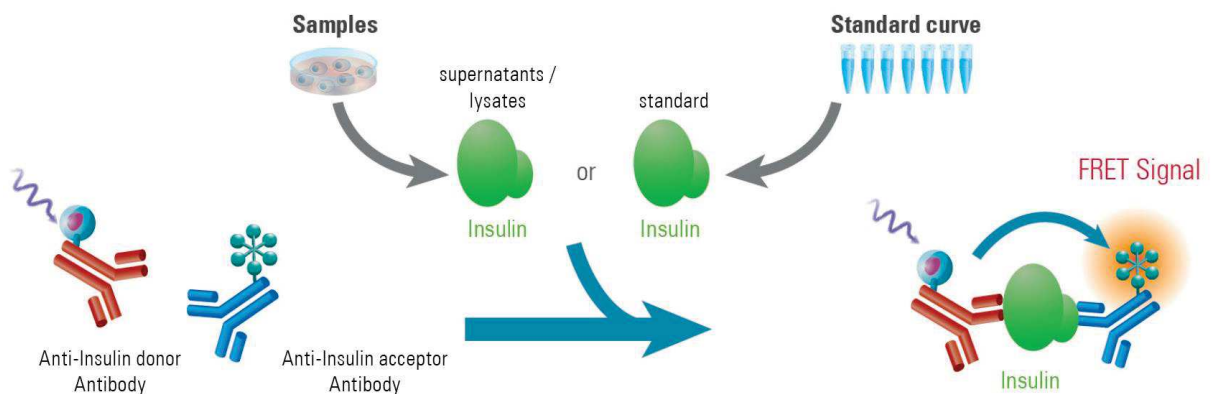 Samples
Standard curve
supernatants /
lysates
standard
or
FRET Signal
Insulin
Insulin
Anti-Insulin donor
Antibody
Anti-Insulin acceptor
Antibody
Insulin